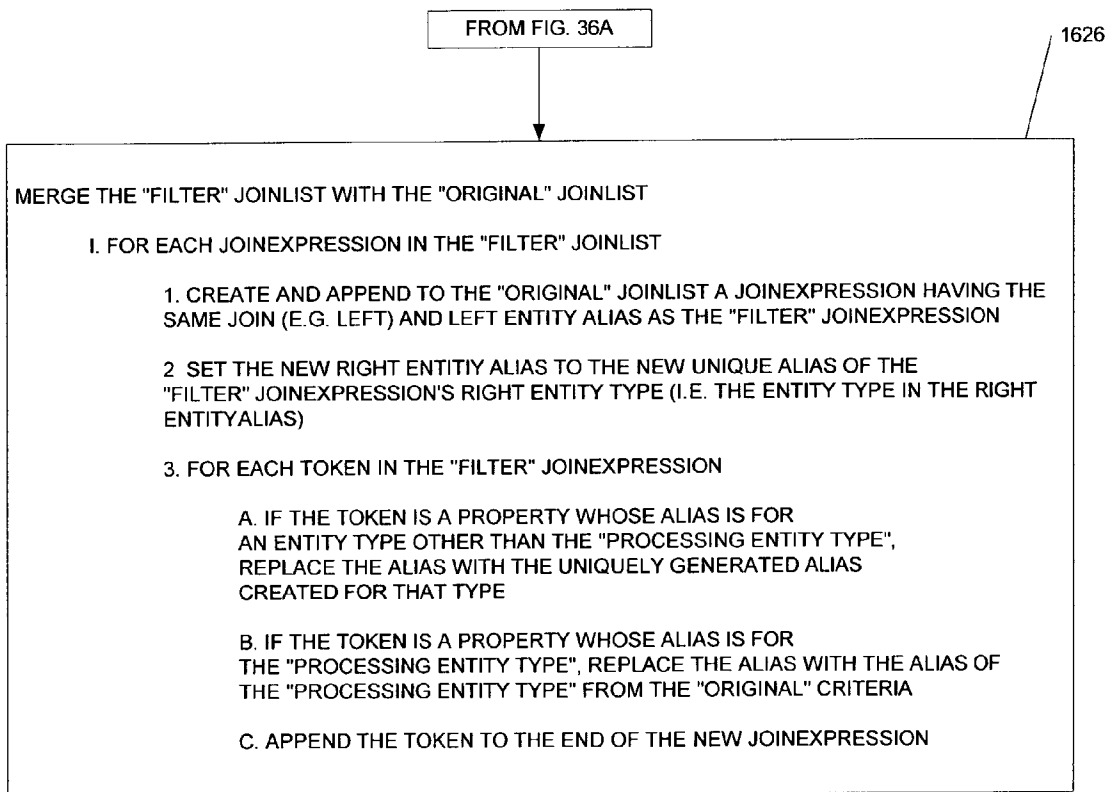 FROM FIG. 36A
1626
MERGE THE "FILTER" JOINLIST WITH THE "ORIGINAL" JOINLIST
I. FOR EACH JOINEXPRESSION IN THE "FILTER" JOINLIST
1. CREATE AND APPEND TO THE "ORIGINAL" JOINLIST A JOINEXPRESSION HAVING THE
SAME JOIN (E.G. LEFT) AND LEFT ENTITY ALIAS AS THE "FILTER" JOINEXPRESSION
2 SET THE NEW RIGHT ENTITIY ALIAS TO THE NEW UNIQUE ALIAS OF THE
"FILTER" JOINEXPRESSION'S RIGHT ENTITY TYPE (I.E. THE ENTITY TYPE IN THE RIGHT
ENTITYALIAS)
3. FOR EACH TOKEN IN THE "FILTER" JOINEXPRESSION
A. IF THE TOKEN IS A PROPERTY WHOSE ALIAS IS FOR
AN ENTITY TYPE OTHER THAN THE "PROCESSING ENTITY TYPE",
REPLACE THE ALIAS WITH THE UNIQUELY GENERATED ALIAS
CREATED FOR THAT TYPE
B. IF THE TOKEN IS A PROPERTY WHOSE ALIAS IS FOR
THE "PROCESSING ENTITY TYPE", REPLACE THE ALIAS WITH THE ALIAS OF
THE "PROCESSING ENTITY TYPE" FROM THE "ORIGINAL" CRITERIA
C. APPEND THE TOKEN TO THE END OF THE NEW JOINEXPRESSION